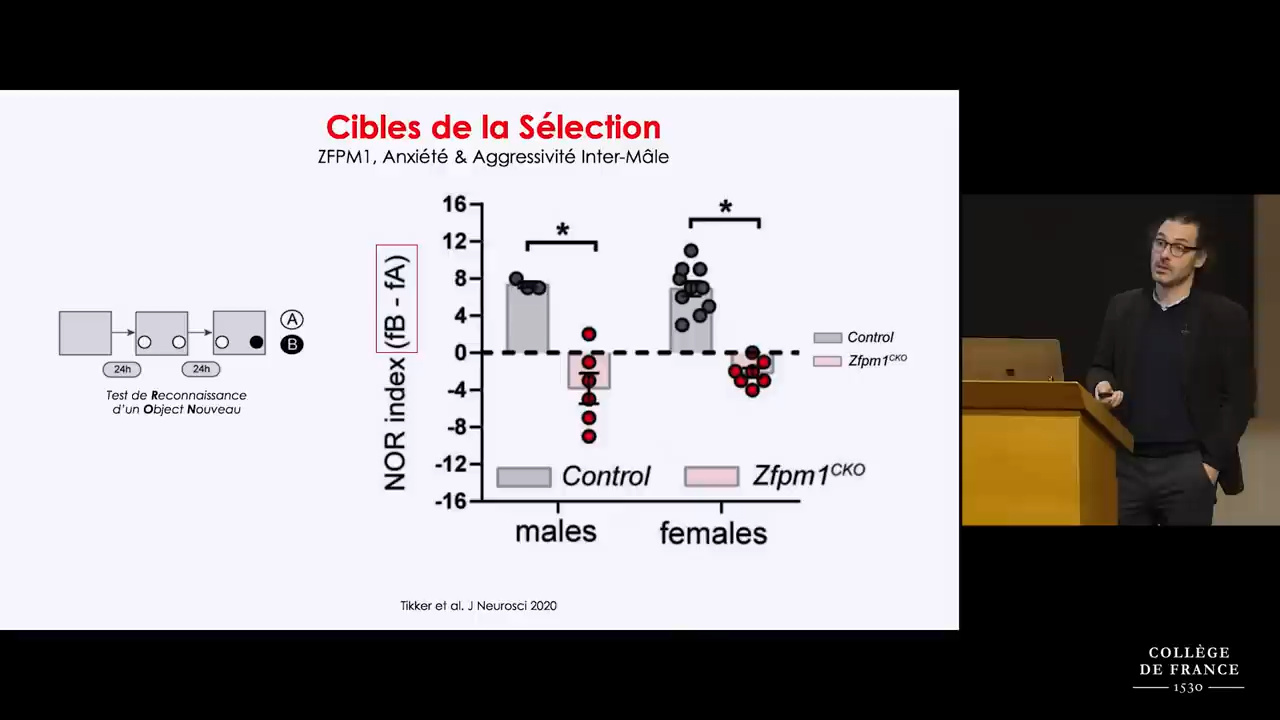 Cibles de la Sélection
ZFPM1, Anxiété & Aggressivité Inter-Mâle
24h
24h
A
B
Test de Reconnaissance
d'un Object Nouveau
NOR index (fB - fA)
16
12
8
4
0
-4
-8
-12
-16
*
*
Control
Zfpm1CKO
males
females
Control
Zfpm1CKO
Tikker et al. J Neurosci 2020
COLLÈGE
DE FRANCE
1530